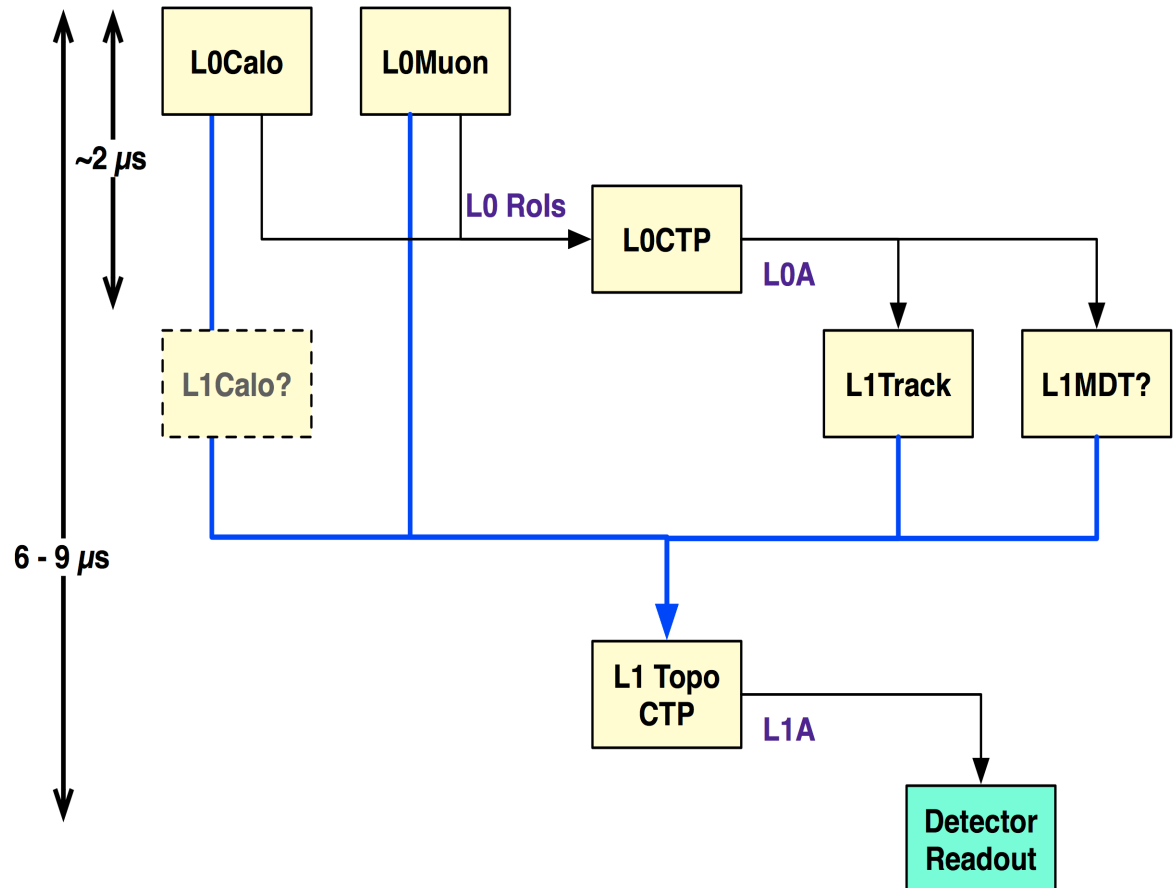 L0Calo
L0Muon
~2 µs
L0 RoIs
L0CTP
L0A
L1Calo?
L1Track
L1MDT?
6 - 9 µs
L1 Topo
CTP
L1A
Detector
Readout